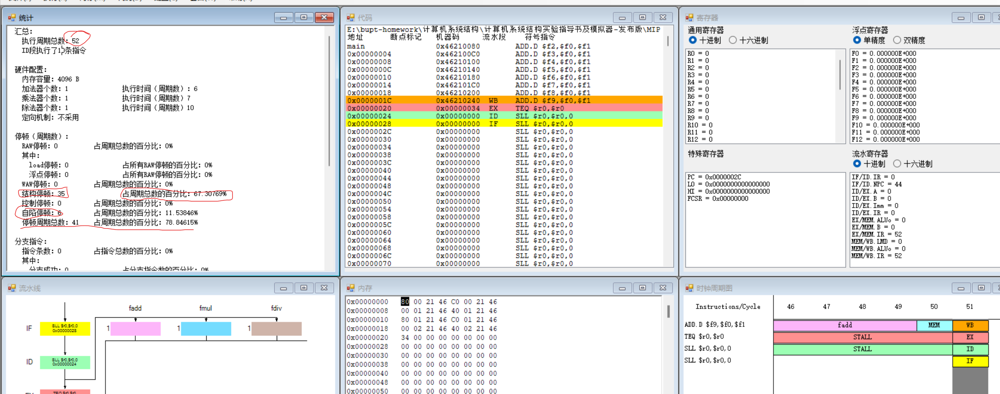 统计
汇总:
执行周期总数: 52
ID段执行了1条指令
硬件配置:
内存容量: 4096 B
加法器个数: 1 执行时间（周期数）: 6
乘法器个数: 1 执行时间（周期数）7
除法器个数: 1 执行时间（周期数）10
定向机制: 不采用
停顿（周期数）:
RAW停顿: 0 占周期总数的百分比: 0%
其中:
load停顿: 0 占所有RAW停顿的百分比: 0%
浮点停顿: 0 占所有RAW停顿的百分比: 0%
WAW停顿: 0 占周期总数的百分比: 0%
结构停顿: 35 占周期总数的百分比: 67.30769%
控制停顿: 0 占周期总数的百分比: 0%
自陷停顿: 6 占周期总数的百分比: 11.53846%
停顿周期总数: 41 占周期总数的百分比: 78.84615%
分支指令:
指令条数: 0 占指令总数的百分比: 0%
其中:
分支成功: 0 占分支指令数的百分比: 0%
代码
E:\bupt-homework\计算机系统结构\计算机系统结构实验指导书及模拟器-发布版\MIP
地址 断点标记 机器码 流水段 符号指令
main 0x46210080 ADD.D $f2,$f0,$f1
0x00000004 0x462100C0 ADD.D $f3,$f0,$f1
0x00000008 0x46210100 ADD.D $f4,$f0,$f1
0x0000000C 0x46210140 ADD.D $f5,$f0,$f1
0x00000010 0x46210180 ADD.D $f6,$f0,$f1
0x00000014 0x462101C0 ADD.D $f7,$f0,$f1
0x00000018 0x46210200 ADD.D $f8,$f0,$f1
0x0000001C 0x46210240 WB ADD.D $f9,$f0,$f1
0x00000020 0x00000034 EX TEQ $r0,$r0
0x00000024 0x00000000 ID SLL $r0,$r0,0
0x00000028 0x00000000 IF SLL $r0,$r0,0
0x0000002C 0x00000000 SLL $r0,$r0,0
0x00000030 0x00000000 SLL $r0,$r0,0
0x00000034 0x00000000 SLL $r0,$r0,0
0x00000038 0x00000000 SLL $r0,$r0,0
0x0000003C 0x00000000 SLL $r0,$r0,0
0x00000040 0x00000000 SLL $r0,$r0,0
0x00000044 0x00000000 SLL $r0,$r0,0
0x00000048 0x00000000 SLL $r0,$r0,0
0x0000004C 0x00000000 SLL $r0,$r0,0
0x00000050 0x00000000 SLL $r0,$r0,0
0x00000054 0x00000000 SLL $r0,$r0,0
0x00000058 0x00000000 SLL $r0,$r0,0
0x0000005C 0x00000000 SLL $r0,$r0,0
0x00000060 0x00000000 SLL $r0,$r0,0
0x00000064 0x00000000 SLL $r0,$r0,0
0x00000068 0x00000000 SLL $r0,$r0,0
0x0000006C 0x00000000 SLL $r0,$r0,0
0x00000070 0x00000000 SLL $r0,$r0,0
寄存器
通用寄存器
十进制 十六进制
R0 = 0
R1 = 0
R2 = 0
R3 = 0
R4 = 0
R5 = 0
R6 = 0
R7 = 0
R8 = 0
R9 = 0
R10 = 0
R11 = 0
R12 = 0
浮点寄存器
单精度 双精度
F0 = 0.000000E+000
F1 = 0.000000E+000
F2 = 0.000000E+000
F3 = 0.000000E+000
F4 = 0.000000E+000
F5 = 0.000000E+000
F6 = 0.000000E+000
F7 = 0.000000E+000
F8 = 0.000000E+000
F9 = 0.000000E+000
F10 = 0.000000E+000
F11 = 0.000000E+000
F12 = 0.000000E+000
特殊寄存器
PC = 0x0000002C
LO = 0x0000000000000000
HI = 0x0000000000000000
FCSR = 0x00000000
流水寄存器
十进制 十六进制
IF/ID.IR = 0
IF/ID.NPC = 44
ID/EX.A = 0
ID/EX.B = 0
ID/EX.Imm = 0
ID/EX.IR = 0
EX/MEM.ALUo = 0
EX/MEM.B = 0
EX/MEM.IR = 52
MEM/WB.LMD = 0
MEM/WB.ALUo = 0
MEM/WB.IR = 52
流水线
fadd fmul fdiv
IF SLL $r0,$r0,0
0x00000028
1 1 1
ID SLL $r0,$r0,0
0x00000024
TEQ $r0,$r0
内存
0x00000000 80 00 21 46 C0 00 21 46
0x00000008 00 01 21 46 40 01 21 46
0x00000010 80 01 21 46 C0 01 21 46
0x00000018 00 02 21 46 40 02 21 46
0x00000020 34 00 00 00 00 00 00 00
0x00000028 00 00 00 00 00 00 00 00
0x00000030 00 00 00 00 00 00 00 00
0x00000038 00 00 00 00 00 00 00 00
0x00000040 00 00 00 00 00 00 00 00
0x00000048 00 00 00 00 00 00 00 00
0x00000050 00 00 00 00 00 00 00 00
时钟周期图
Instructions/Cycle 46 47 48 49 50 51
ADD.D $f9,$f0,$f1 fadd MEM WB
TEQ $r0,$r0 STALL EX
SLL $r0,$r0,0 STALL ID
SLL $r0,$r0,0 IF